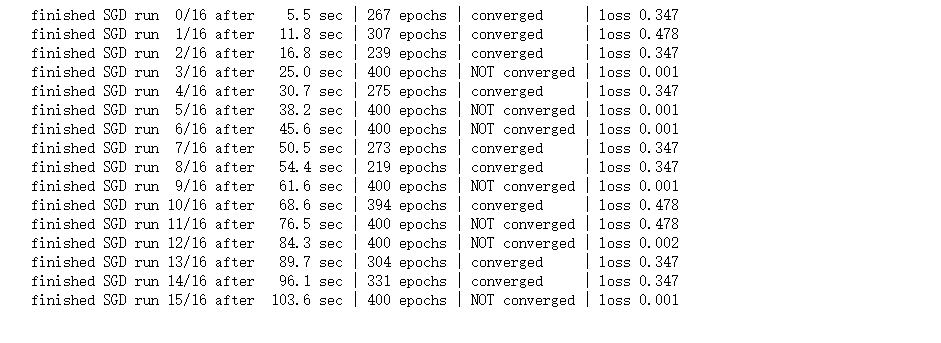 finished SGD run  0/16 after    5.5 sec | 267 epochs | converged     | loss 0.347
finished SGD run  1/16 after   11.8 sec | 307 epochs | converged     | loss 0.478
finished SGD run  2/16 after   16.8 sec | 239 epochs | converged     | loss 0.347
finished SGD run  3/16 after   25.0 sec | 400 epochs | NOT converged | loss 0.001
finished SGD run  4/16 after   30.7 sec | 275 epochs | converged     | loss 0.347
finished SGD run  5/16 after   38.2 sec | 400 epochs | NOT converged | loss 0.001
finished SGD run  6/16 after   45.6 sec | 400 epochs | NOT converged | loss 0.001
finished SGD run  7/16 after   50.5 sec | 273 epochs | converged     | loss 0.347
finished SGD run  8/16 after   54.4 sec | 219 epochs | converged     | loss 0.347
finished SGD run  9/16 after   61.6 sec | 400 epochs | NOT converged | loss 0.001
finished SGD run 10/16 after   68.6 sec | 394 epochs | converged     | loss 0.478
finished SGD run 11/16 after   76.5 sec | 400 epochs | NOT converged | loss 0.478
finished SGD run 12/16 after   84.3 sec | 400 epochs | NOT converged | loss 0.002
finished SGD run 13/16 after   89.7 sec | 304 epochs | converged     | loss 0.347
finished SGD run 14/16 after   96.1 sec | 331 epochs | converged     | loss 0.347
finished SGD run 15/16 after  103.6 sec | 400 epochs | NOT converged | loss 0.001